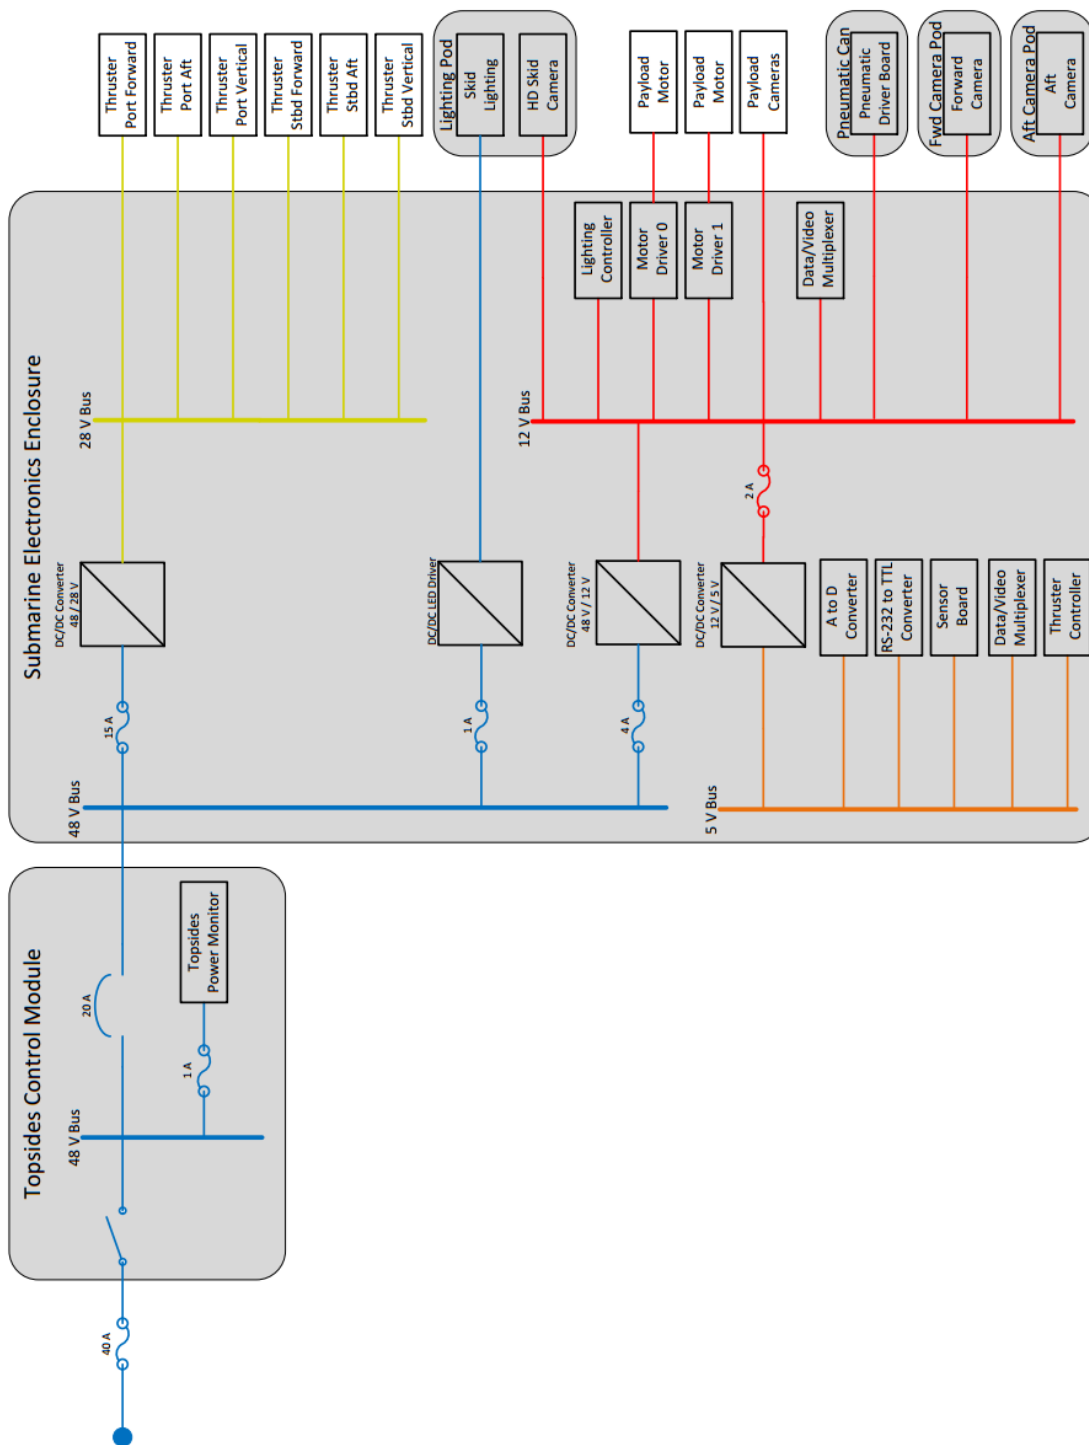 Topsides Control Module
Submarine Electronics Enclosure
40 A
48 V Bus
20 A
1 A
Topsides
Power Monitor
48 V Bus
15 A
1 A
4 A
DC/DC Converter
48 / 28 V
DC/DC LED Driver
DC/DC Converter
48 V / 12 V
DC/DC Converter
12 V / 5 V
2 A
5 V Bus
A to D
Converter
RS-232 to TTL
Converter
Sensor
Board
Data/Video
Multiplexer
Thruster
Controller
28 V Bus
12 V Bus
Lighting
Controller
Motor
Driver 0
Motor
Driver 1
Data/Video
Multiplexer
Thruster
Port Forward
Thruster
Port Aft
Thruster
Port Vertical
Thruster
Stbd Forward
Thruster
Stbd Aft
Thruster
Stbd Vertical
Lighting Pod
Skid
Lighting
HD Skid
Camera
Payload
Motor
Payload
Motor
Payload
Cameras
Pneumatic Can
Pneumatic
Driver Board
Fwd Camera Pod
Forward
Camera
Aft Camera Pod
Aft
Camera